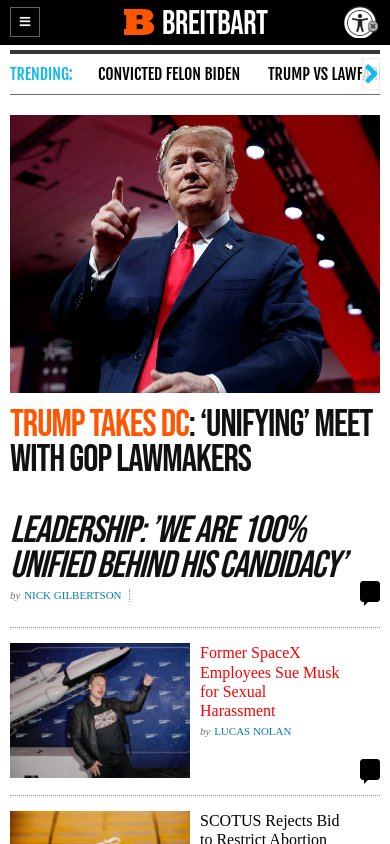 BREITBART
TRENDING: CONVICTED FELON BIDEN TRUMP VS LAWF
TRUMP TAKES DC: ‘UNIFYING’ MEET
WITH GOP LAWMAKERS
LEADERSHIP: ’WE ARE 100%
UNIFIED BEHIND HIS CANDIDACY’
by NICK GILBERTSON
Former SpaceX
Employees Sue Musk
for Sexual
Harassment
by LUCAS NOLAN
SCOTUS Rejects Bid
to Restrict Abortion